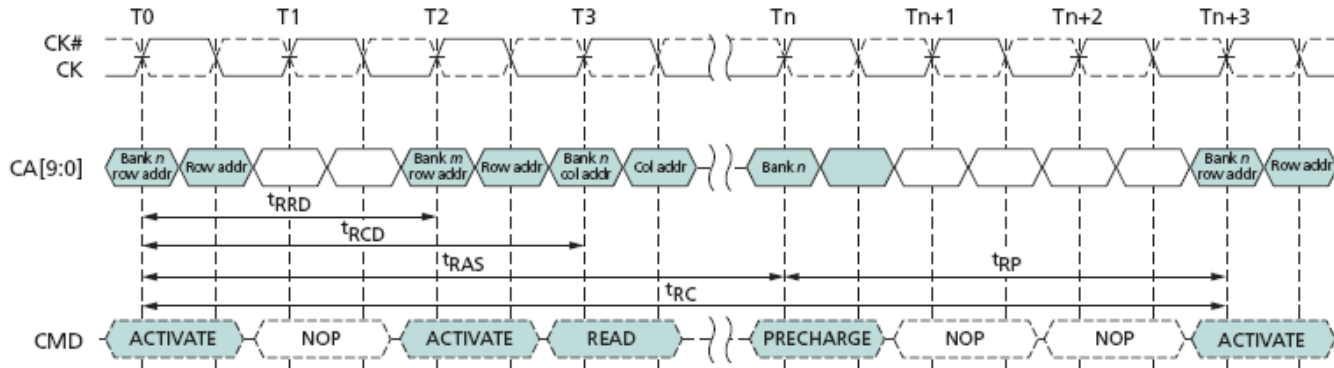 T0 T1 T2 T3 Tn Tn+1 Tn+2 Tn+3
CK#
CK
CA[9:0]
Bank n row addr
Row addr
Bank m row addr
Row addr
Bank n col addr
Col addr
Bank n
Bank n row addr
Row addr
tRRD
tRCD
tRAS
tRP
tRC
CMD ACTIVATE NOP ACTIVATE READ PRECHARGE NOP NOP ACTIVATE